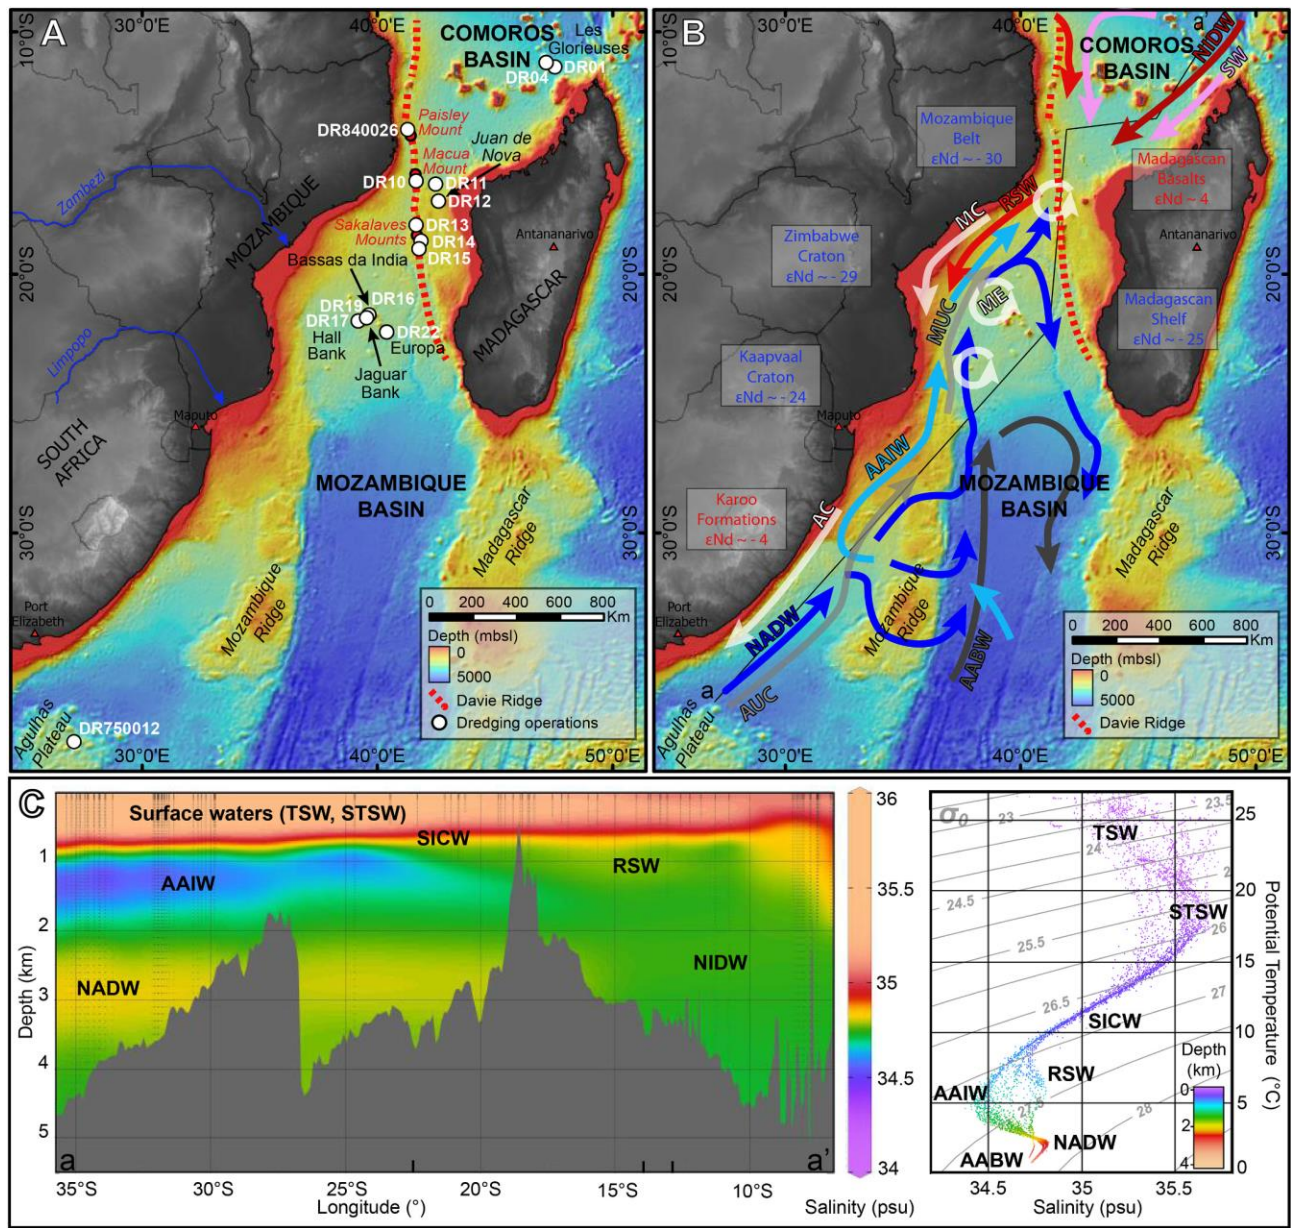 A
30°0'E
40°0'E
10°0'S
COMOROS
BASIN
Les
Glorieuses
DR04
DR01
Paisley
Mount
DR840026
Juan de
Nova
Macua
Mount
DR10
DR11
DR12
Zambezi
MOZAMBIQUE
Sakalaves
Mounts
DR13
DR14
DR15
Antananarivo
20°0'S
Bassas da India
DR16
DR19
DR17
DR22
Hall
Bank
Europa
Jaguar
Bank
MADAGASCAR
Limpopo
Maputo
SOUTH
AFRICA
MOZAMBIQUE
BASIN
30°0'S
Madagascar
Ridge
Mozambique
Ridge
Port
Elizabeth
0 200 400 600 800
Km
Depth (mbsl)
0
5000
Davie Ridge
Dredging operations
Agulhas
Plateau
DR750012
30°0'E
40°0'E
50°0'E
B
30°0'E
40°0'E
a'
10°0'S
COMOROS
BASIN
NIDW
SW
Mozambique
Belt
εNd ~ - 30
Madagascan
Basalts
εNd ~ 4
MC
RSW
Zimbabwe
Craton
εNd ~ - 29
Antananarivo
20°0'S
MUC
ME
Madagascan
Shelf
εNd ~ - 25
Kaapvaal
Craton
εNd ~ - 24
Maputo
AAIW
MOZAMBIQUE
BASIN
Karoo
Formations
εNd ~ - 4
AC
30°0'S
Madagascar
Ridge
Mozambique
Ridge
Port
Elizabeth
NADW
AABW
AUC
a
0 200 400 600 800
Km
Depth (mbsl)
0
5000
Davie Ridge
Agulhas
Plateau
30°0'E
40°0'E
50°0'E
C
Surface waters (TSW, STSW)
SICW
RSW
AAIW
NADW
NIDW
Depth (km)
1
2
3
4
5
a
a'
35°S
30°S
25°S
20°S
15°S
10°S
Longitude (°)
36
35.5
35
34.5
34
Salinity (psu)
σ0
23
23.5
TSW
24
24.5
STSW
25.5
26
26.5
27
SICW
RSW
AAIW
27.5
28
NADW
AABW
Depth
(km)
0
2
4
25
20
15
10
5
0
Potential Temperature (°C)
34.5
35
35.5
Salinity (psu)